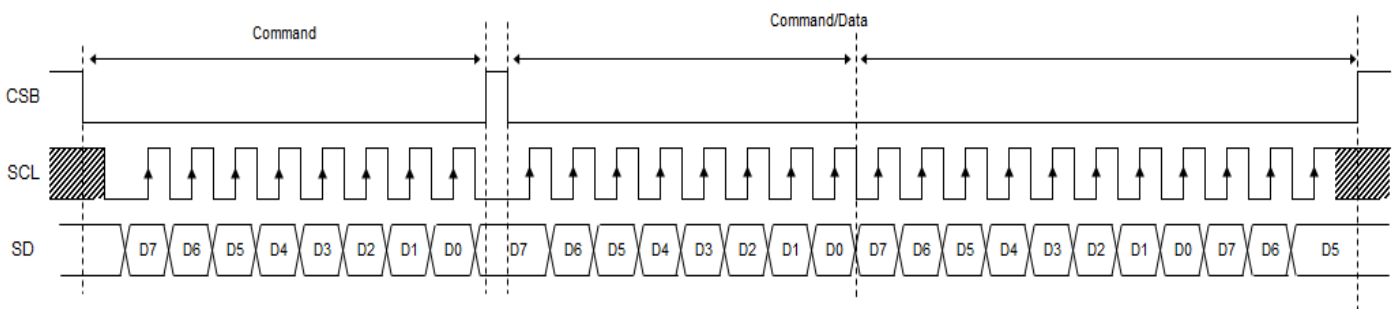 Command
Command/Data
CSB
SCL
SD
D7 D6 D5 D4 D3 D2 D1 D0 D7 D6 D5 D4 D3 D2 D1 D0 D7 D6 D5 D4 D3 D2 D1 D0 D7 D6 D5